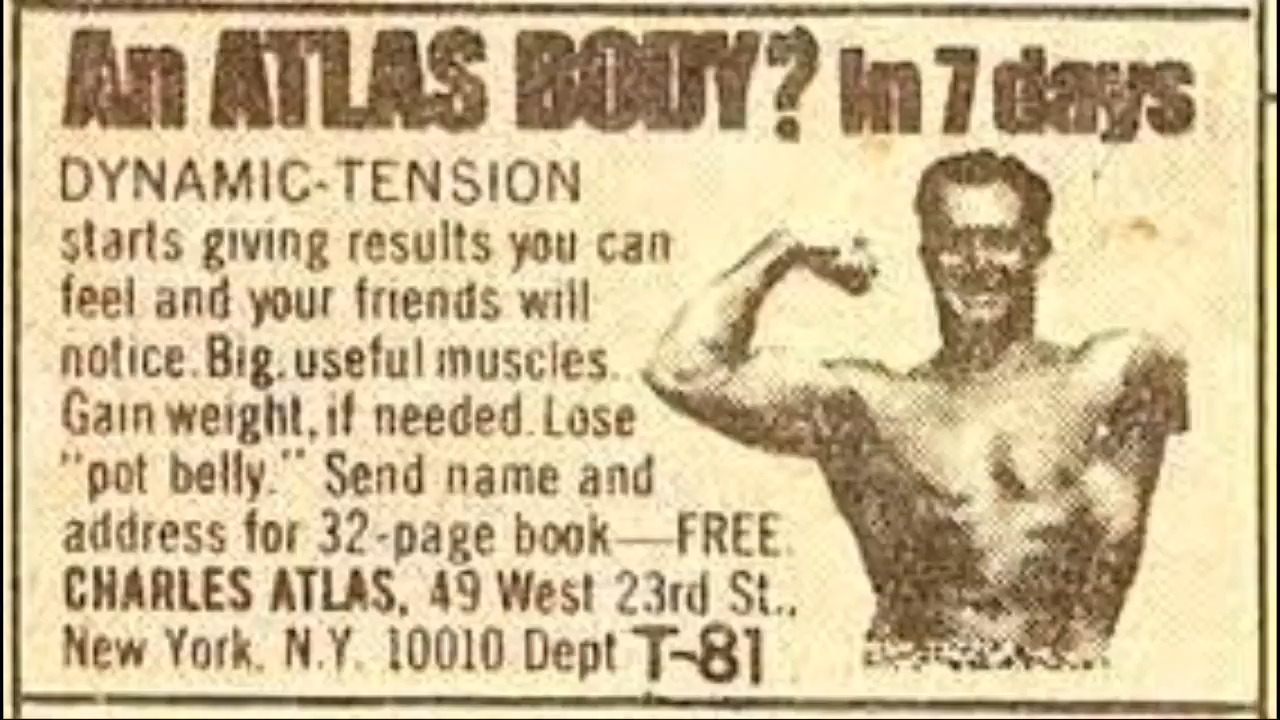 An ATLAS BODY? In 7 days
DYNAMIC-TENSION
starts giving results you can
feel and your friends will
notice. Big, useful muscles.
Gain weight, if needed. Lose
"pot belly." Send name and
address for 32-page book—FREE.
CHARLES ATLAS, 49 West 23rd St.,
New York, N.Y. 10010 Dept T-81